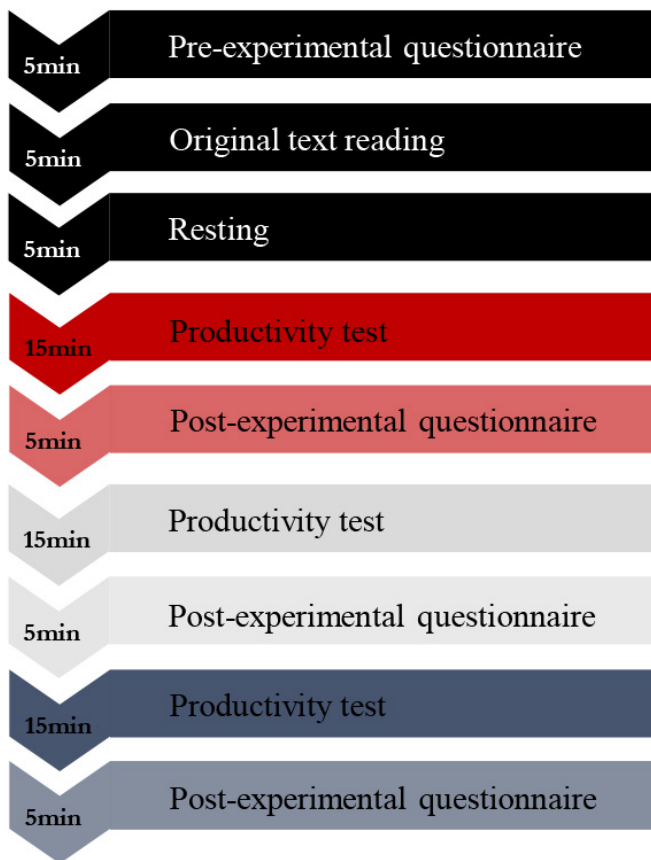 5min Pre-experimental questionnaire
5min Original text reading
5min Resting
15min Productivity test
5min Post-experimental questionnaire
15min Productivity test
5min Post-experimental questionnaire
15min Productivity test
5min Post-experimental questionnaire